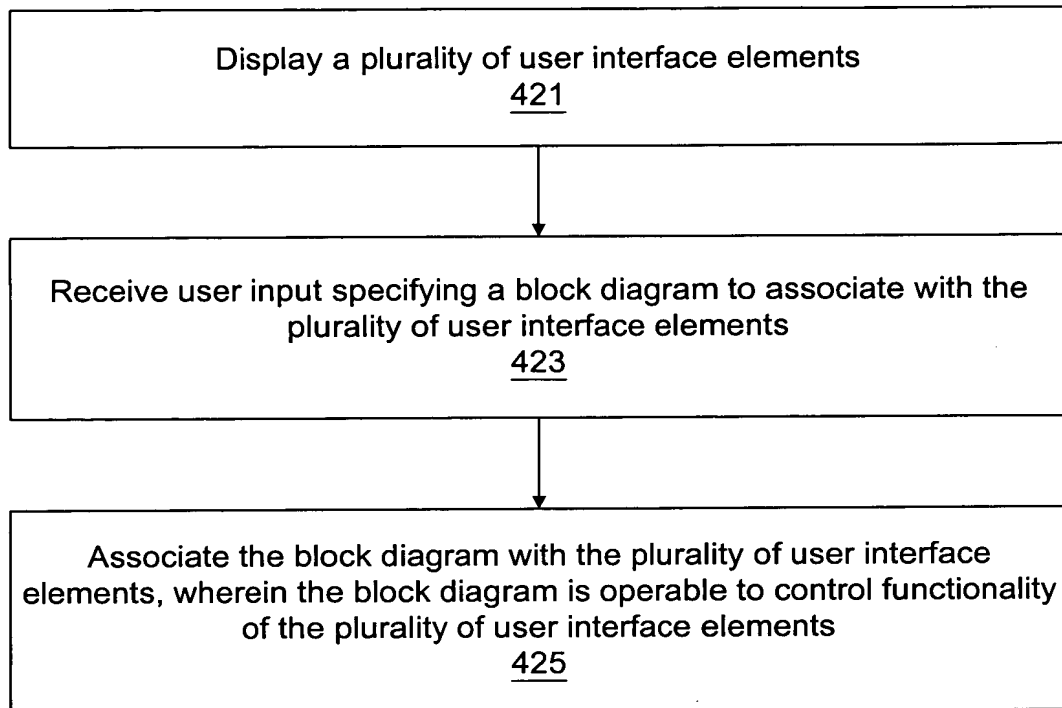 Display a plurality of user interface elements
421
Receive user input specifying a block diagram to associate with the
plurality of user interface elements
423
Associate the block diagram with the plurality of user interface
elements, wherein the block diagram is operable to control functionality
of the plurality of user interface elements
425